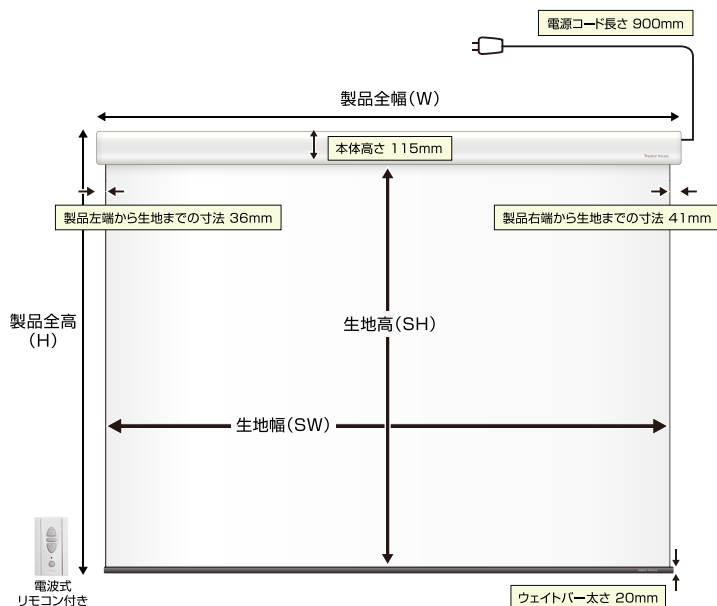 電源コード長さ 900mm
製品全幅(W)
本体高さ 115mm
Theater House
製品左端から生地までの寸法 36mm
製品右端から生地までの寸法 41mm
製品全高
(H)
生地高(SH)
生地幅(SW)
電波式
リモコン付き
ウェイトバー太さ 20mm